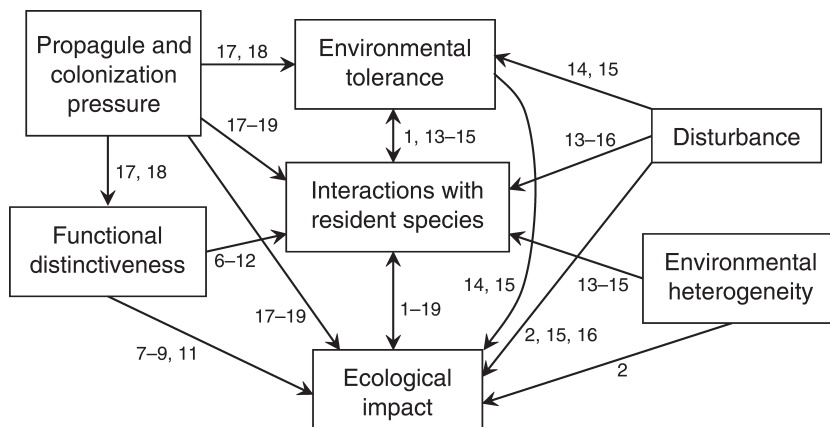 Propagule and
colonization
pressure
17, 18
Environmental
tolerance
14, 15
Disturbance
17–19
1, 13–15
13–16
17, 18
Interactions with
resident species
Functional
distinctiveness
6–12
Environmental
heterogeneity
13–15
14, 15
17–19
1–19
2, 15, 16
7–9, 11
2
Ecological
impact